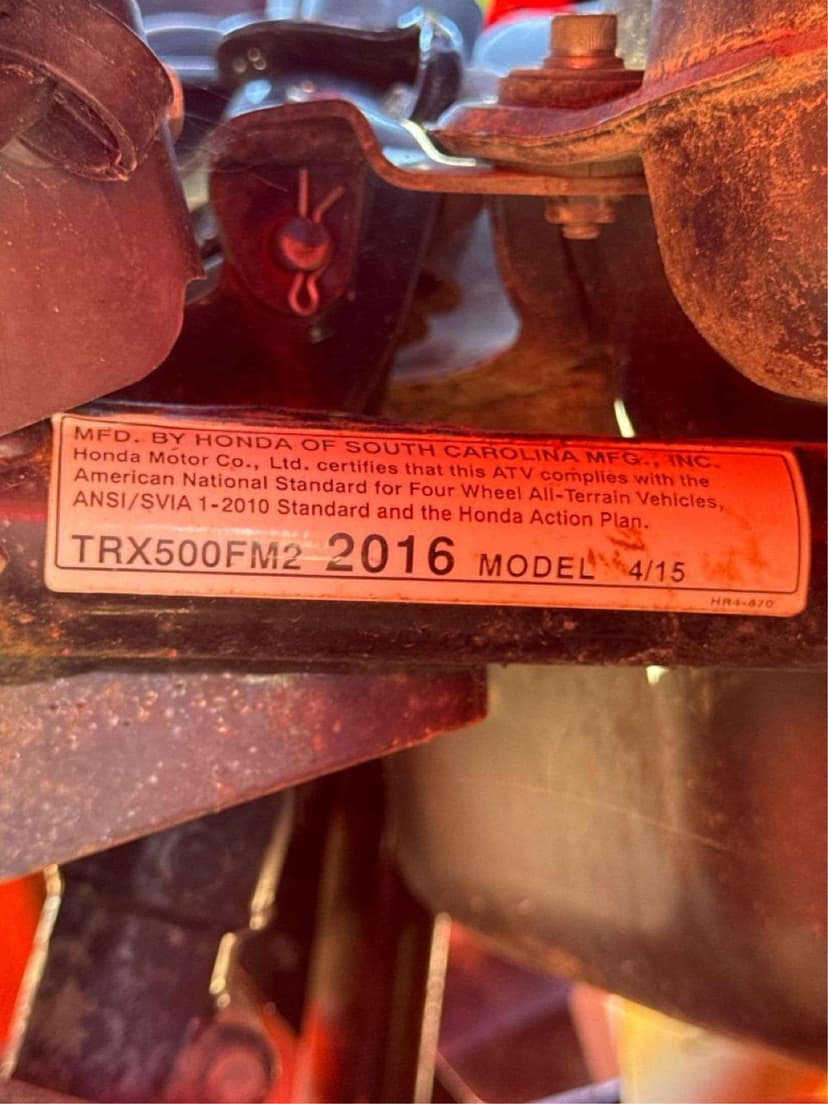 MFD. BY HONDA OF SOUTH CAROLINA MFG., INC.
Honda Motor Co., Ltd. certifies that this ATV complies with the
American National Standard for Four Wheel All-Terrain Vehicles,
ANSI/SVIA 1-2010 Standard and the Honda Action Plan.
TRX500FM2 2016 MODEL 4/15
HR4-670